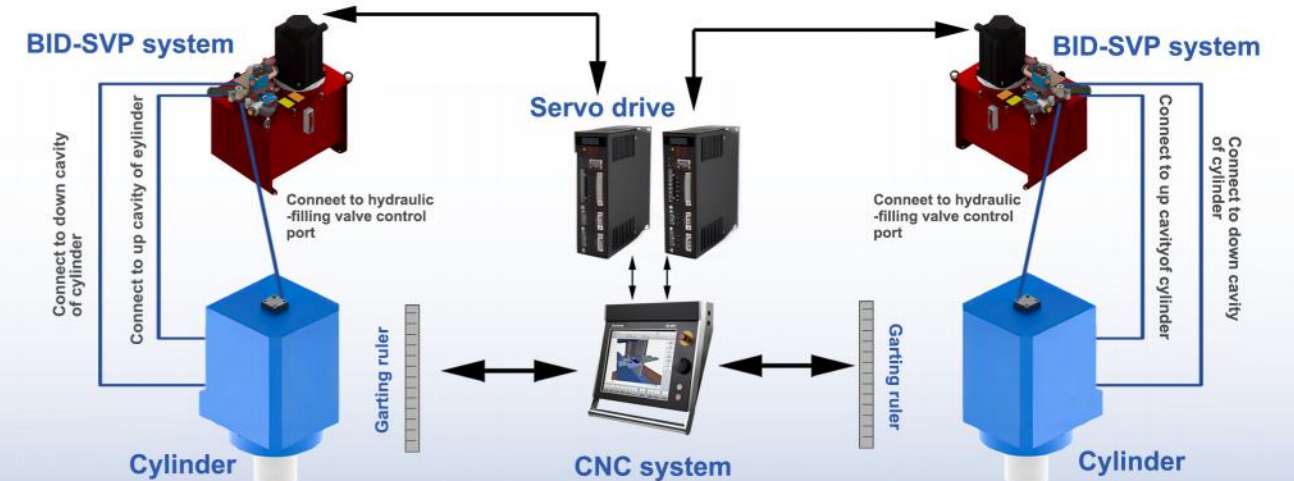 BID-SVP system
BID-SVP system
Servo drive
Connect to down cavity
of cylinder
Connect to up cavity of eylinder
Conneet to hydraulic
-filling valve control
port
Conneet to hydraulic
-filling valve control
port
Connect to up cavityof cylinder
Connect to down cavity
of cylinder
Garting ruler
Garting ruler
Cylinder
CNC system
Cylinder